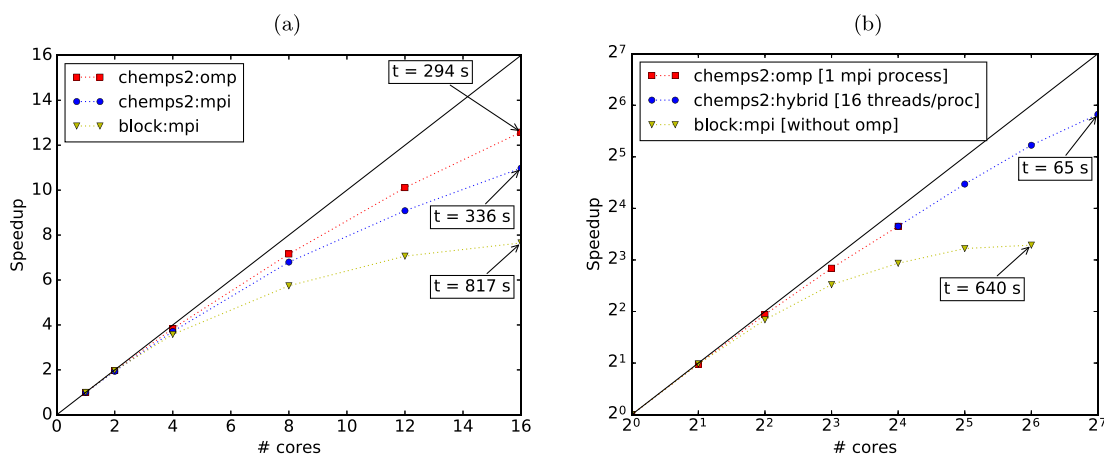 (a)
16
14
12
10
8
6
4
2
0
Speedup
chemps2:omp
chemps2:mpi
block:mpi
t = 294 s
t = 336 s
t = 817 s
0 2 4 6 8 10 12 14 16
# cores
(b)
2⁷
2⁶
2⁵
2⁴
2³
2²
2¹
2⁰
Speedup
chemps2:omp [1 mpi process]
chemps2:hybrid [16 threads/proc]
block:mpi [without omp]
t = 65 s
t = 640 s
2⁰ 2¹ 2² 2³ 2⁴ 2⁵ 2⁶ 2⁷
# cores